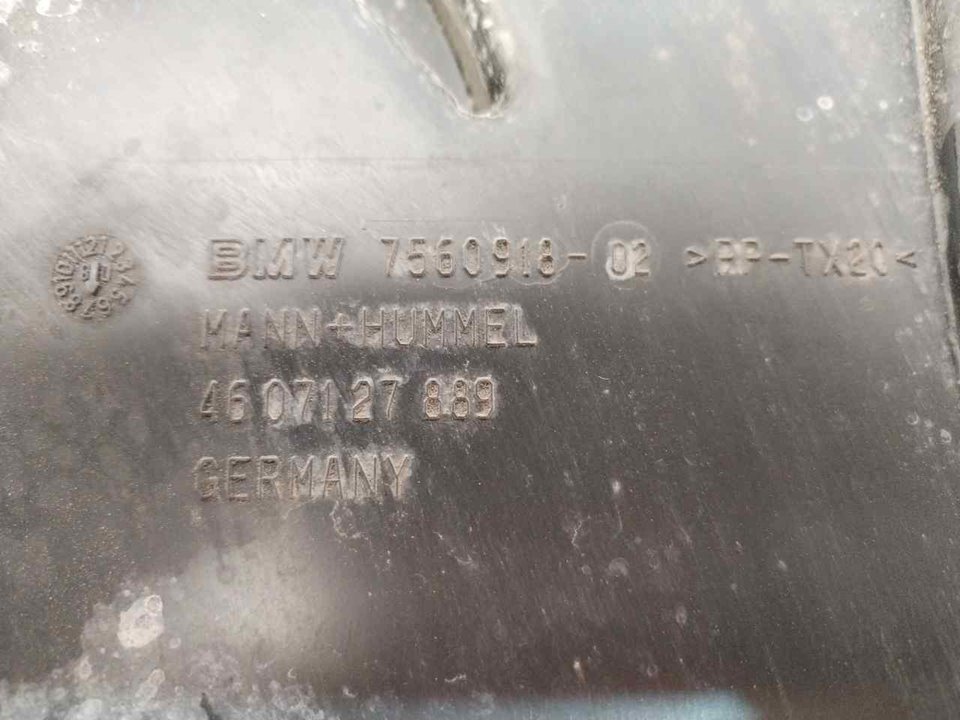 BMW 7560918-02 >PP-TX20<
MANN+HUMMEL
46 071 27 889
GERMANY